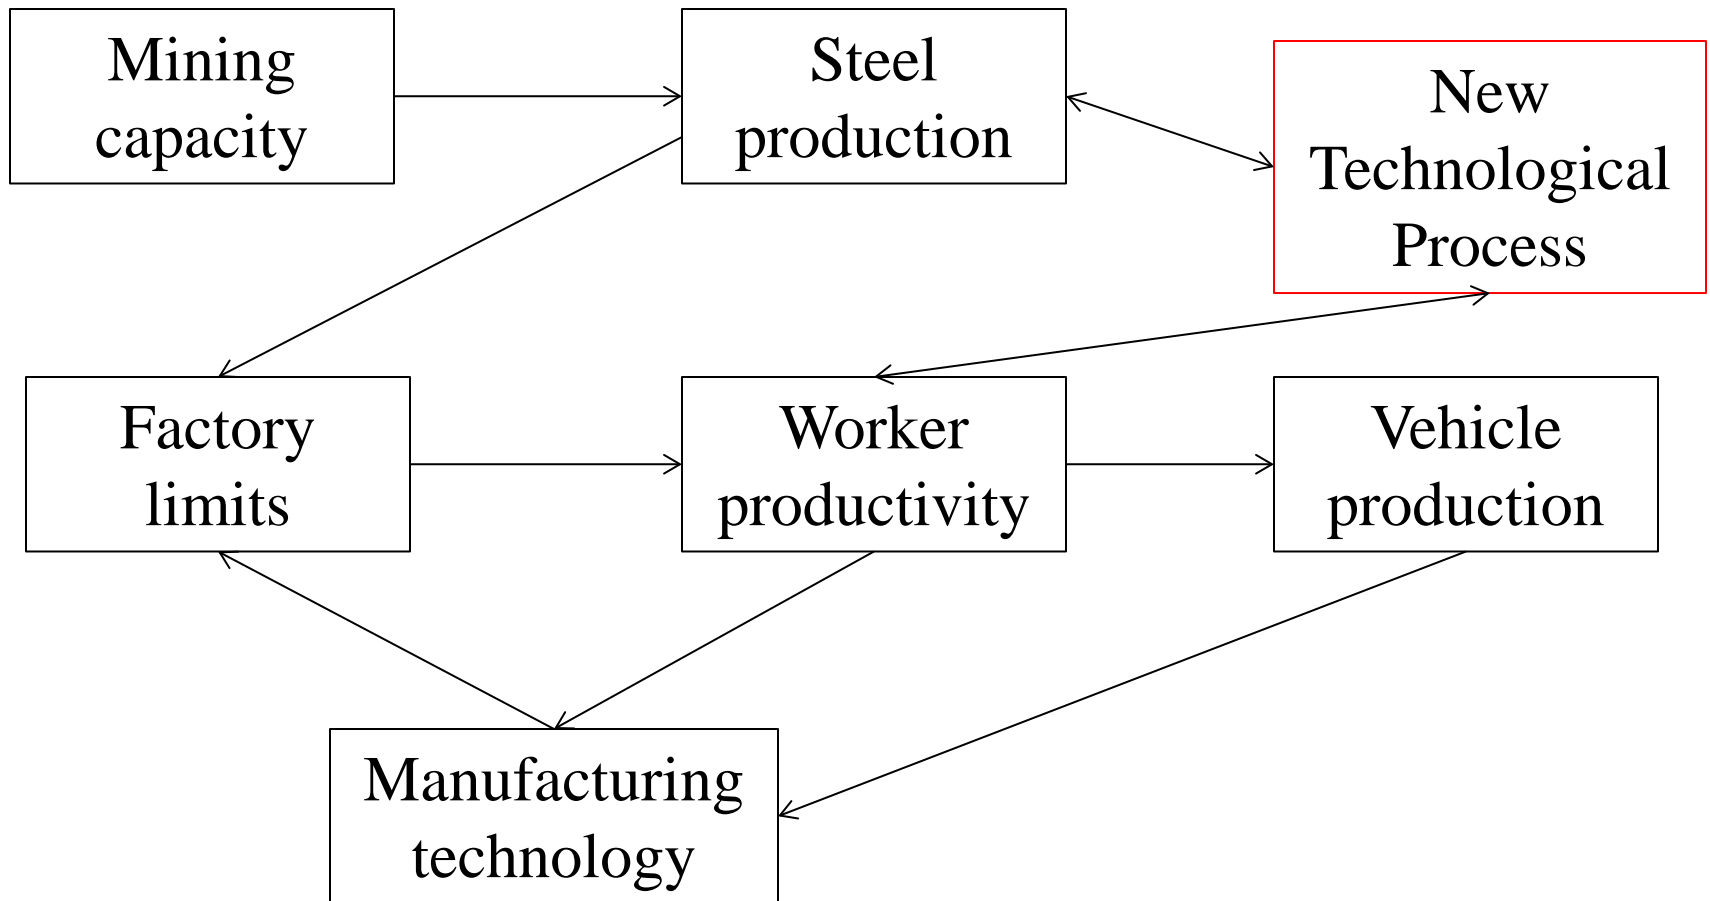 Mining
capacity
Steel
production
New
Technological
Process
Factory
limits
Worker
productivity
Vehicle
production
Manufacturing
technology